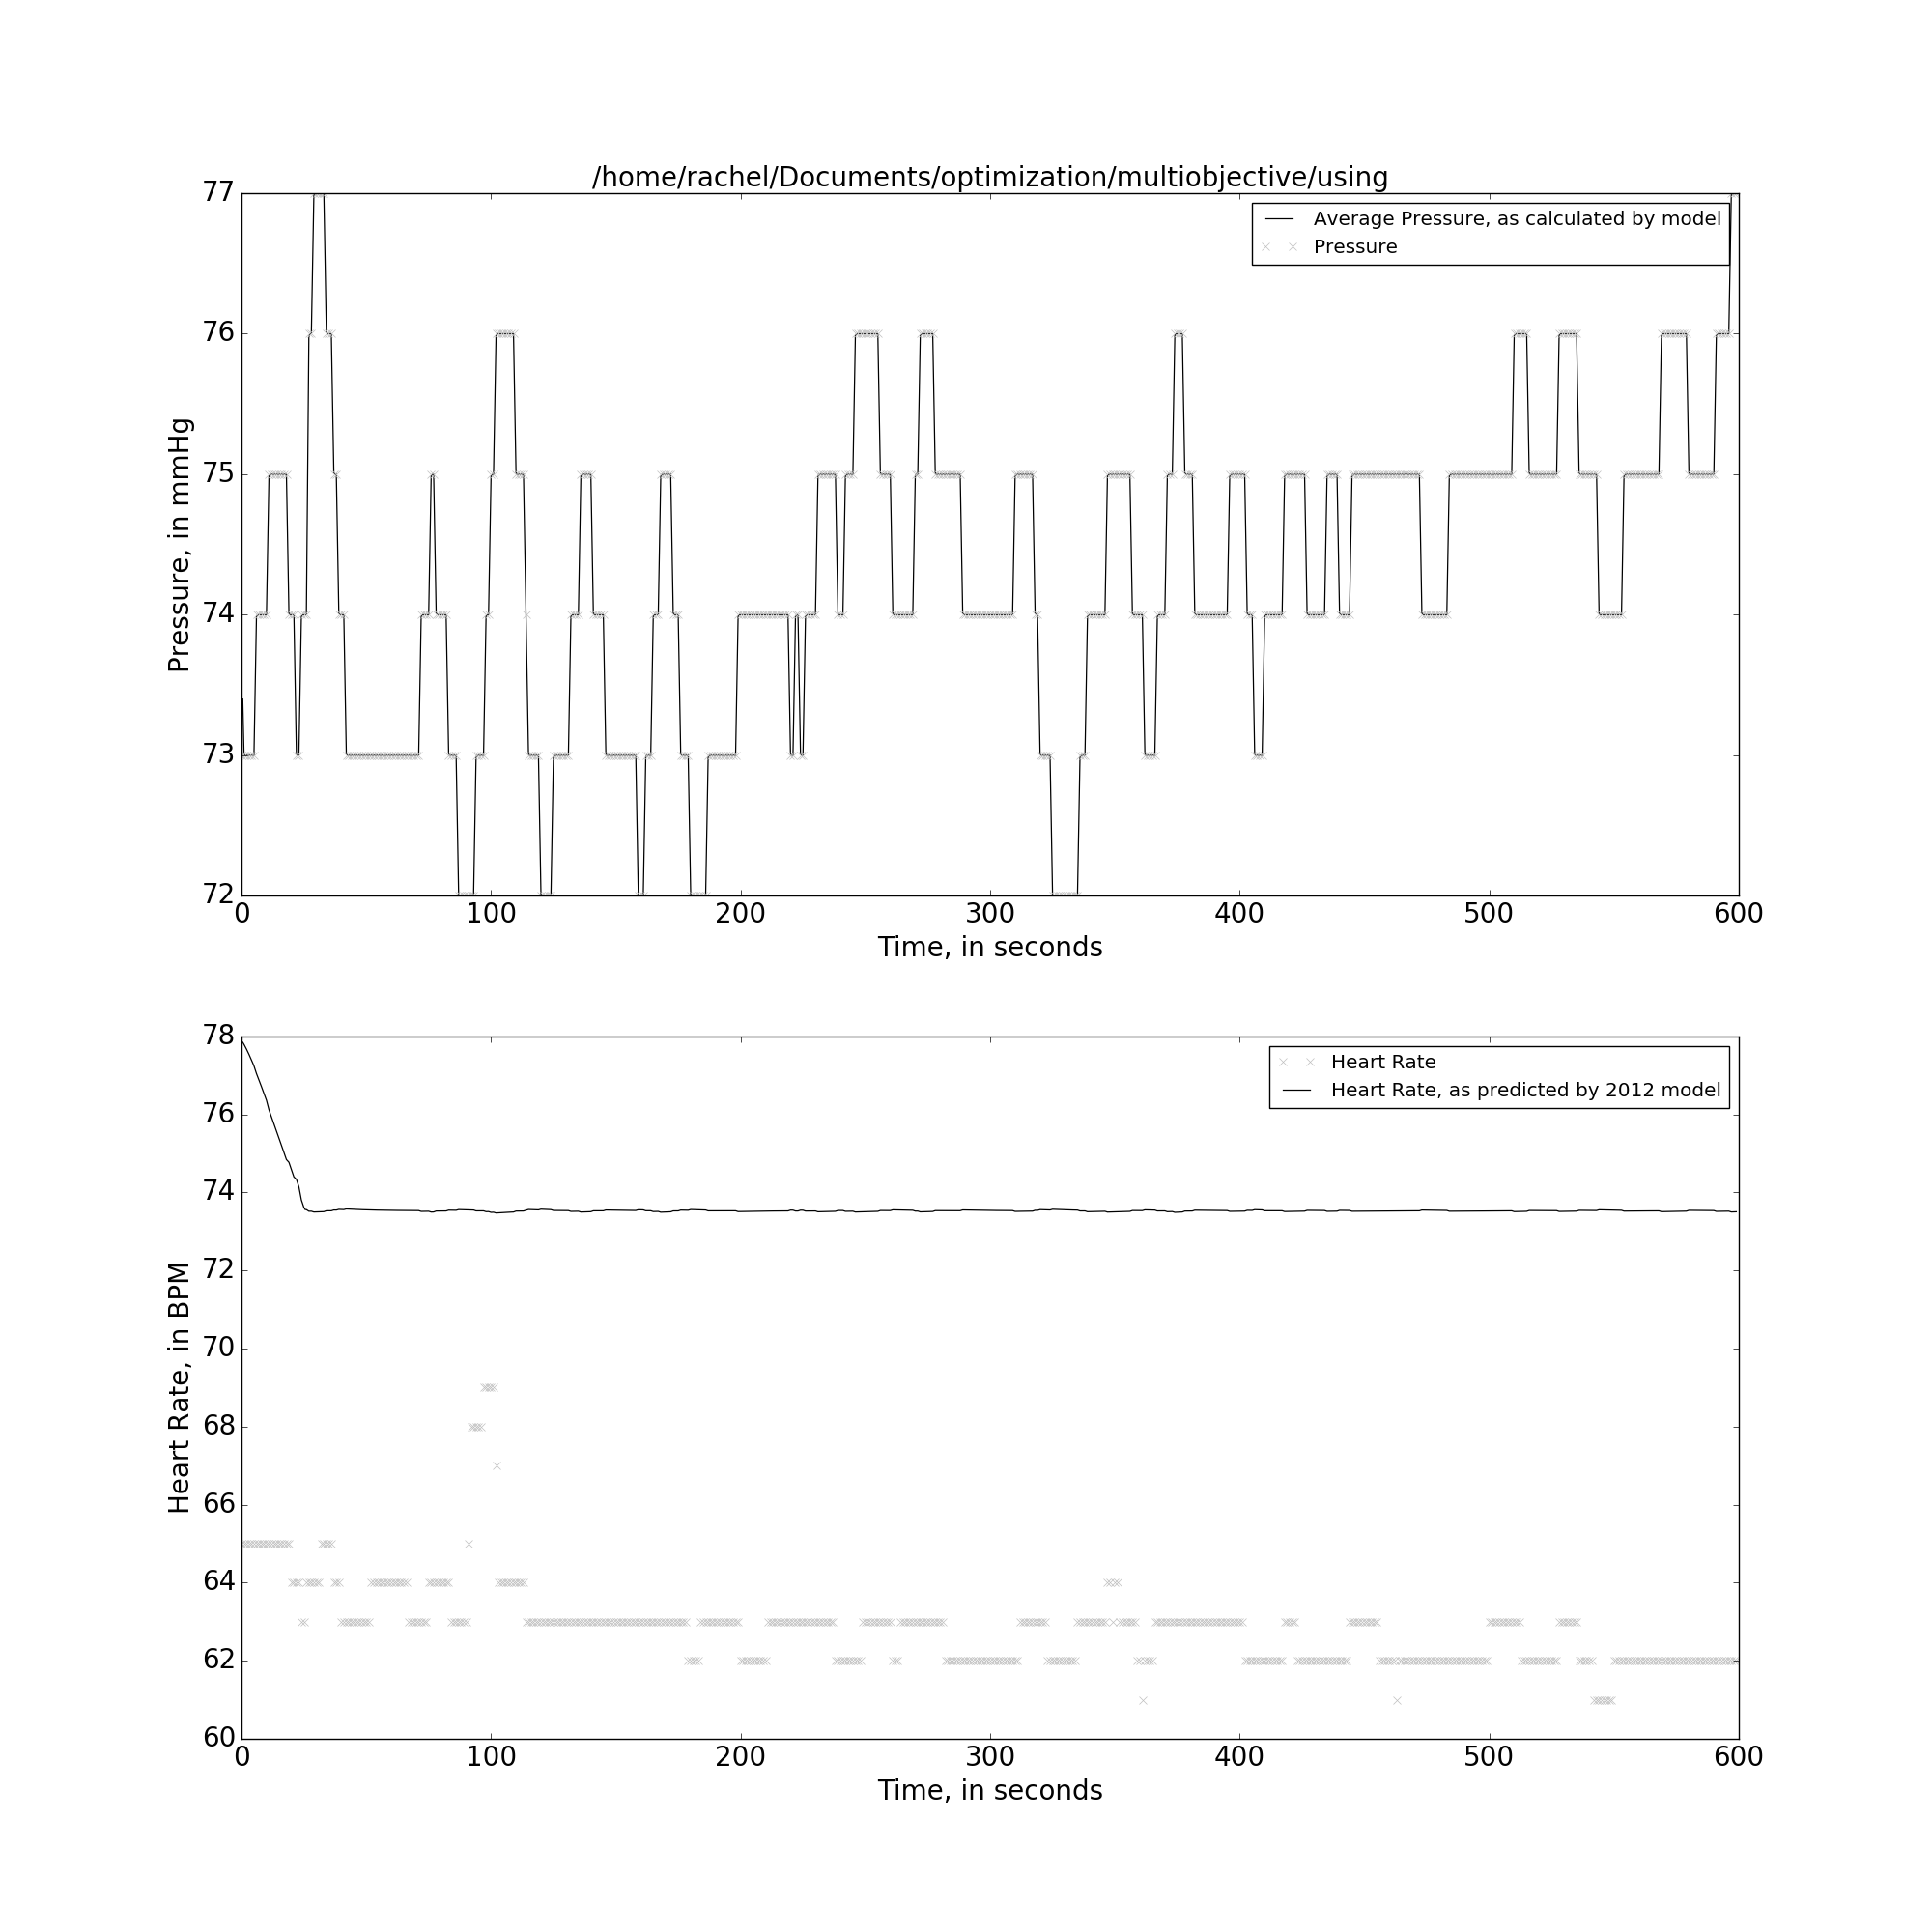 /home/rachel/Documents/optimization/multiobjective/using
77
76
75
74
73
72
Pressure, in mmHg
Average Pressure, as calculated by model
Pressure
0 100 200 300 400 500 600
Time, in seconds
78
76
74
72
70
68
66
64
62
60
Heart Rate, in BPM
Heart Rate
Heart Rate, as predicted by 2012 model
0 100 200 300 400 500 600
Time, in seconds